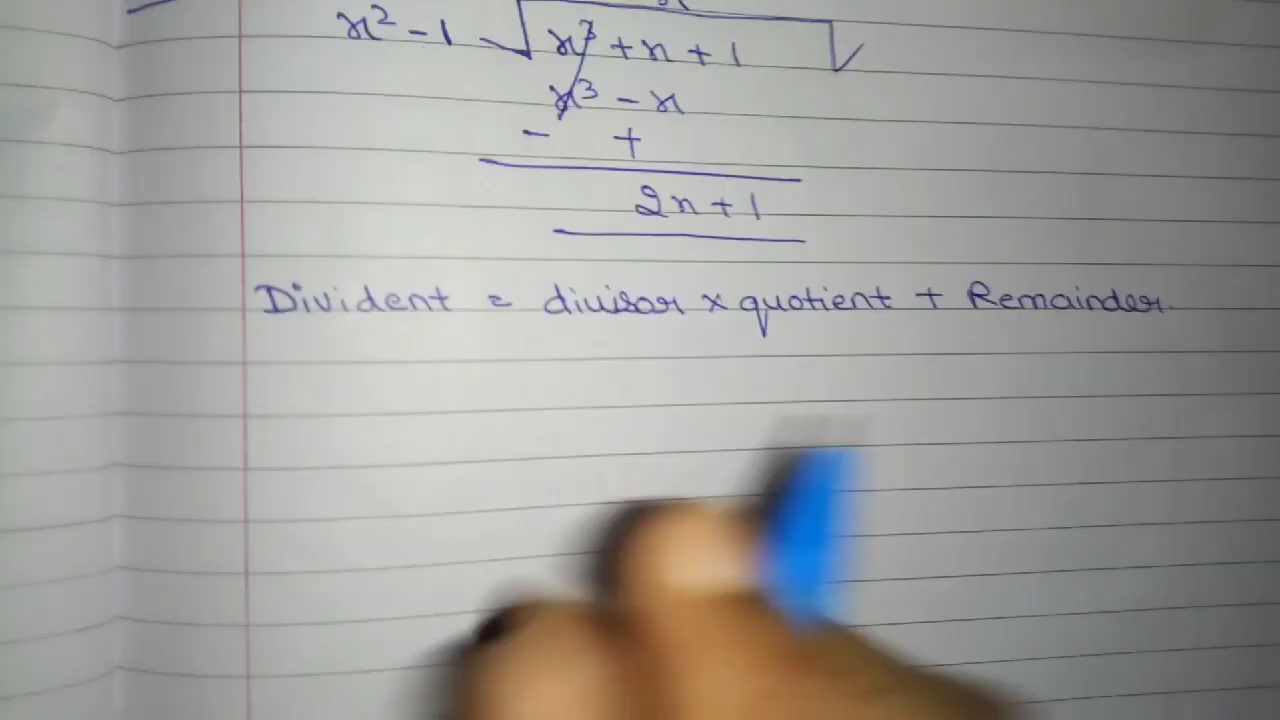 x² - 1 √ x³ + x + 1
x³ - x
- +
2x + 1
Divident = divisor × quotient + Remainder.